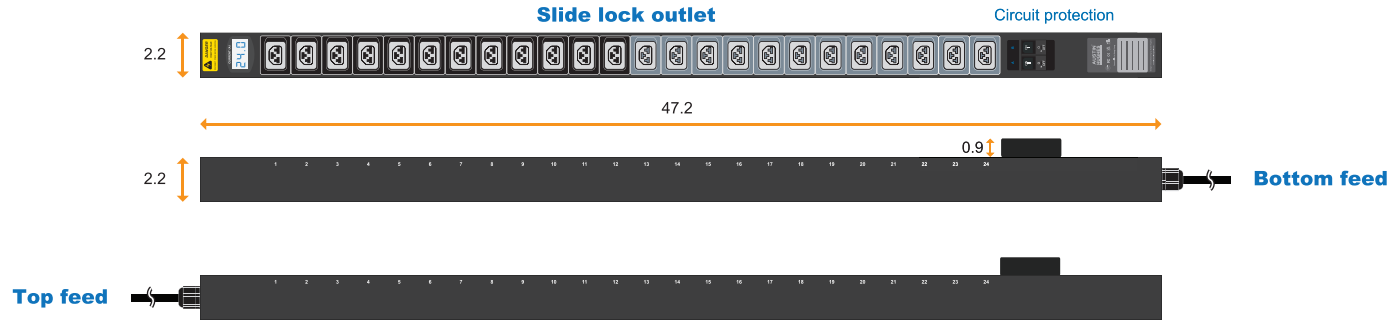 Slide lock outlet
Circuit protection
2.2
24.0
47.2
0.9
2.2
1 2 3 4 5 6 7 8 9 10 11 12 13 14 15 16 17 18 19 20 21 22 23 24
Bottom feed
1 2 3 4 5 6 7 8 9 10 11 12 13 14 15 16 17 18 19 20 21 22 23 24
Top feed